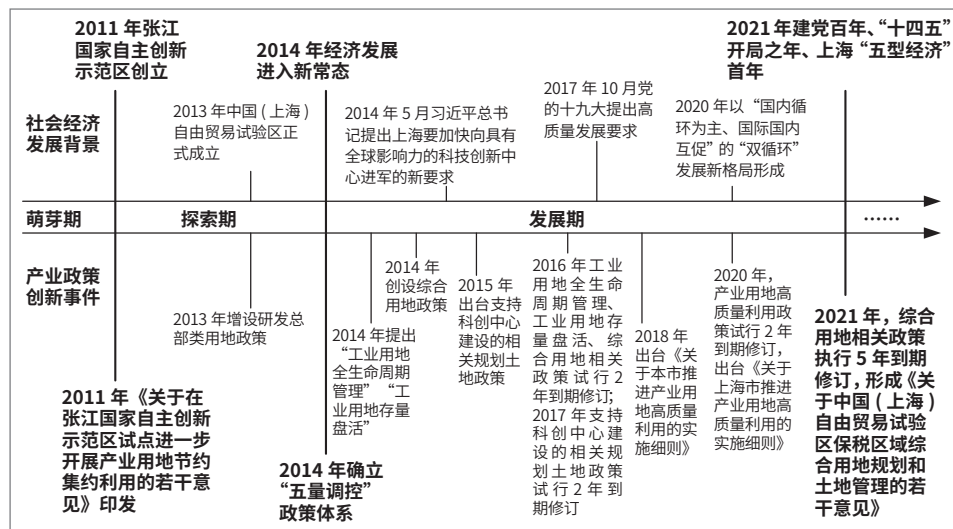 2011 年张江
国家自主创新
示范区创立
2014 年经济发展
进入新常态
2021 年建党百年、“十四五”
开局之年、上海 “五型经济”
首年
社会经济
发展背景
2013 年中国 ( 上海 )
自由贸易试验区正
式成立
2014 年 5 月习近平总书
记提出上海要加快向具有
全球影响力的科技创新中
心进军的新要求
2017 年 10 月党
的十九大提出高
质量发展要求
2020 年以 “国内循
环为主、国际国内
互促” 的 “双循环”
发展新格局形成
萌芽期
探索期
发展期
……
产业政策
创新事件
2011 年《关于在
张江国家自主创新
示范区试点进一步
开展产业用地节约
集约利用的若干意
见》印发
2013 年增设研发总
部类用地政策
2014 年确立
“五量调控”
政策体系
2014 年提出
“工业用地
全生命周期
管理” “工
业用地存量
盘活”
2014 年
创设综合
用地政策
2015 年
出台支持
科创中心
建设的相
关规划土
地政策
2016 年工业
用地全生命
周期管理、
工业用地存
量盘活、综
合用地相关
政策试行 2
年到期修订;
2017 年支持
科创中心建
设的相关规
划土地政策
试行 2 年到
期修订
2018 年
出台《关
于本市推
进产业用
地高质量
利用的实
施细则》
2020 年,
产业用地高
质量利用政
策试行 2 年
到期修订,
出台《关于
上海市推进
产业用地高
质量利用的
实施细则》
2021 年，综合
用地相关政策
执行 5 年到期
修订，形成《关
于中国 ( 上海 )
自由贸易试验
区保税区域综
合用地规划和
土地管理的若
干意见》